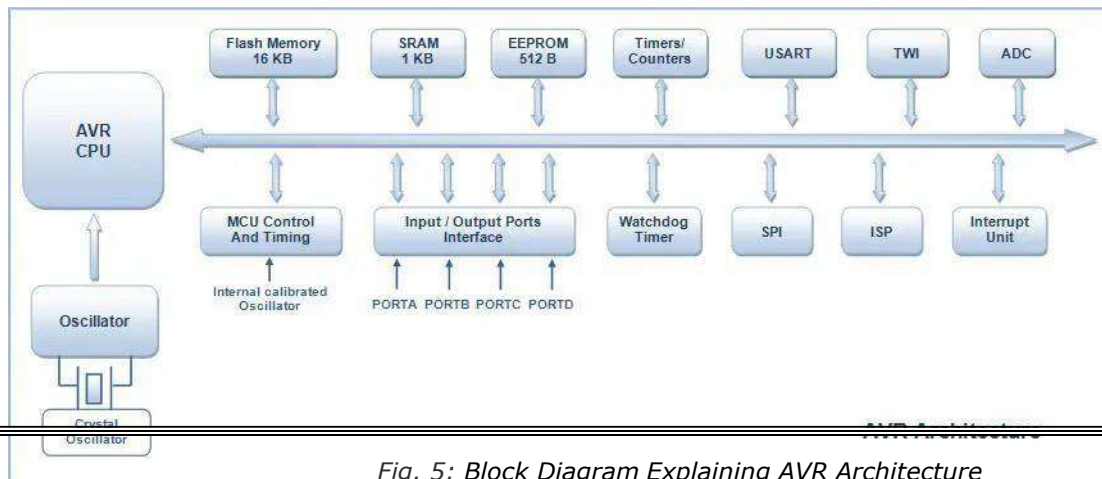 Flash Memory
16 KB
SRAM
1 KB
EEPROM
512 B
Timers/
Counters
USART
TWI
ADC
AVR
CPU
MCU Control
And Timing
Input / Output Ports
Interface
Watchdog
Timer
SPI
ISP
Interrupt
Unit
Internal calibrated
Oscillator
PORTA PORTB PORTC PORTD
Oscillator
Crystal
Oscillator
AVR Architecture
Fig. 5: Block Diagram Explaining AVR Architecture